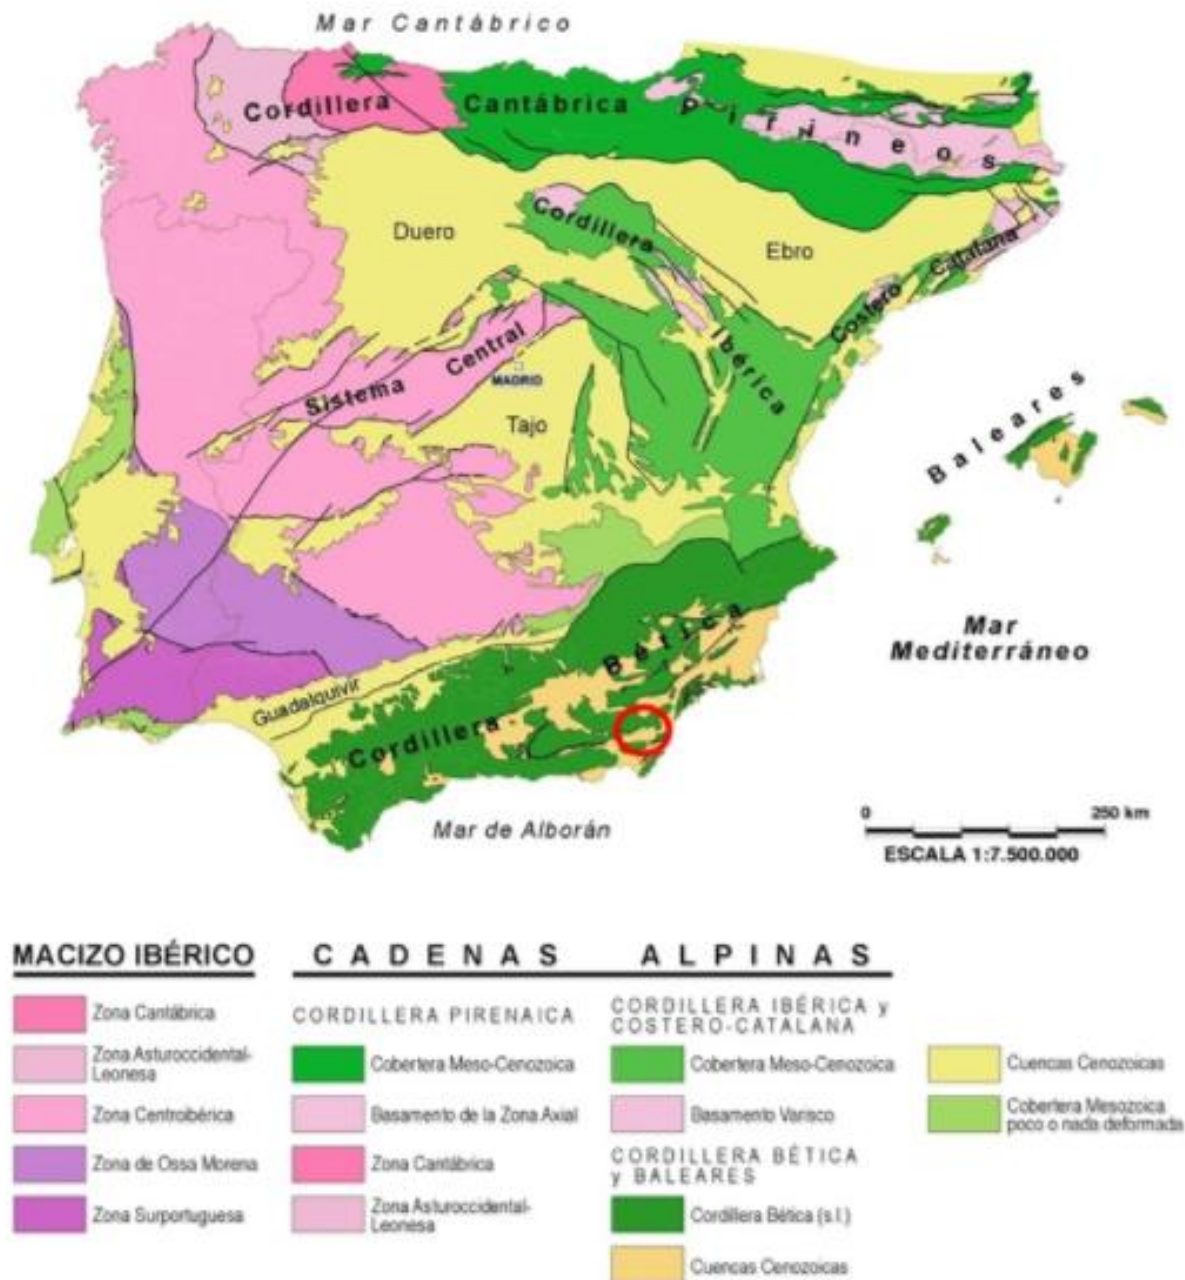 Mar Cantábrico
Cordillera Cantábrica
Pirineos
Duero
Cordillera Ibérica
Ebro
Costero Catalana
Sistema Central
MADRID
Tajo
Baleares
Mar
Mediterráneo
Guadalquivir
Cordillera Bética
Mar de Alborán
0 250 km
ESCALA 1:7.500.000
MACIZO IBÉRICO
Zona Cantábrica
Zona Asturoccidental-
Leonesa
Zona Centroibérica
Zona de Ossa Morena
Zona Surportuguesa
CADENAS ALPINAS
CORDILLERA PIRENAICA
Cobertera Meso-Cenozoica
Basamento de la Zona Axial
Zona Cantábrica
Zona Asturoccidental-
Leonesa
CORDILLERA IBÉRICA y
COSTERO-CATALANA
Cobertera Meso-Cenozoica
Basamento Varisco
CORDILLERA BÉTICA
y BALEARES
Cordillera Bética (s.l.)
Cuencas Cenozoicas
Cuencas Cenozoicas
Cobertera Mesozoica
poco o nada deformada